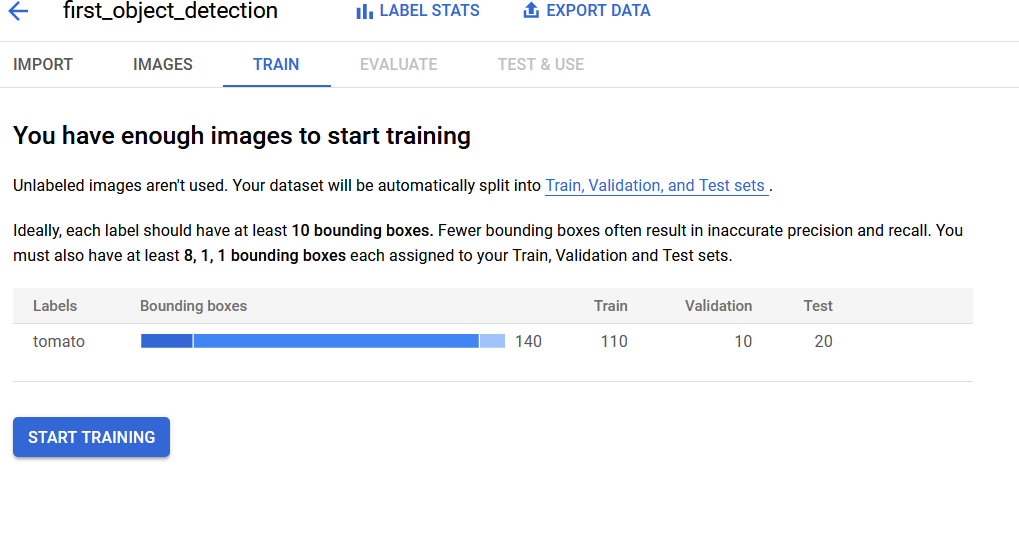 first_object_detection LABEL STATS EXPORT DATA
IMPORT IMAGES TRAIN EVALUATE TEST & USE
You have enough images to start training
Unlabeled images aren't used. Your dataset will be automatically split into Train, Validation, and Test sets .
Ideally, each label should have at least 10 bounding boxes. Fewer bounding boxes often result in inaccurate precision and recall. You
must also have at least 8, 1, 1 bounding boxes each assigned to your Train, Validation and Test sets.
Labels Bounding boxes Train Validation Test
tomato 140 110 10 20
START TRAINING